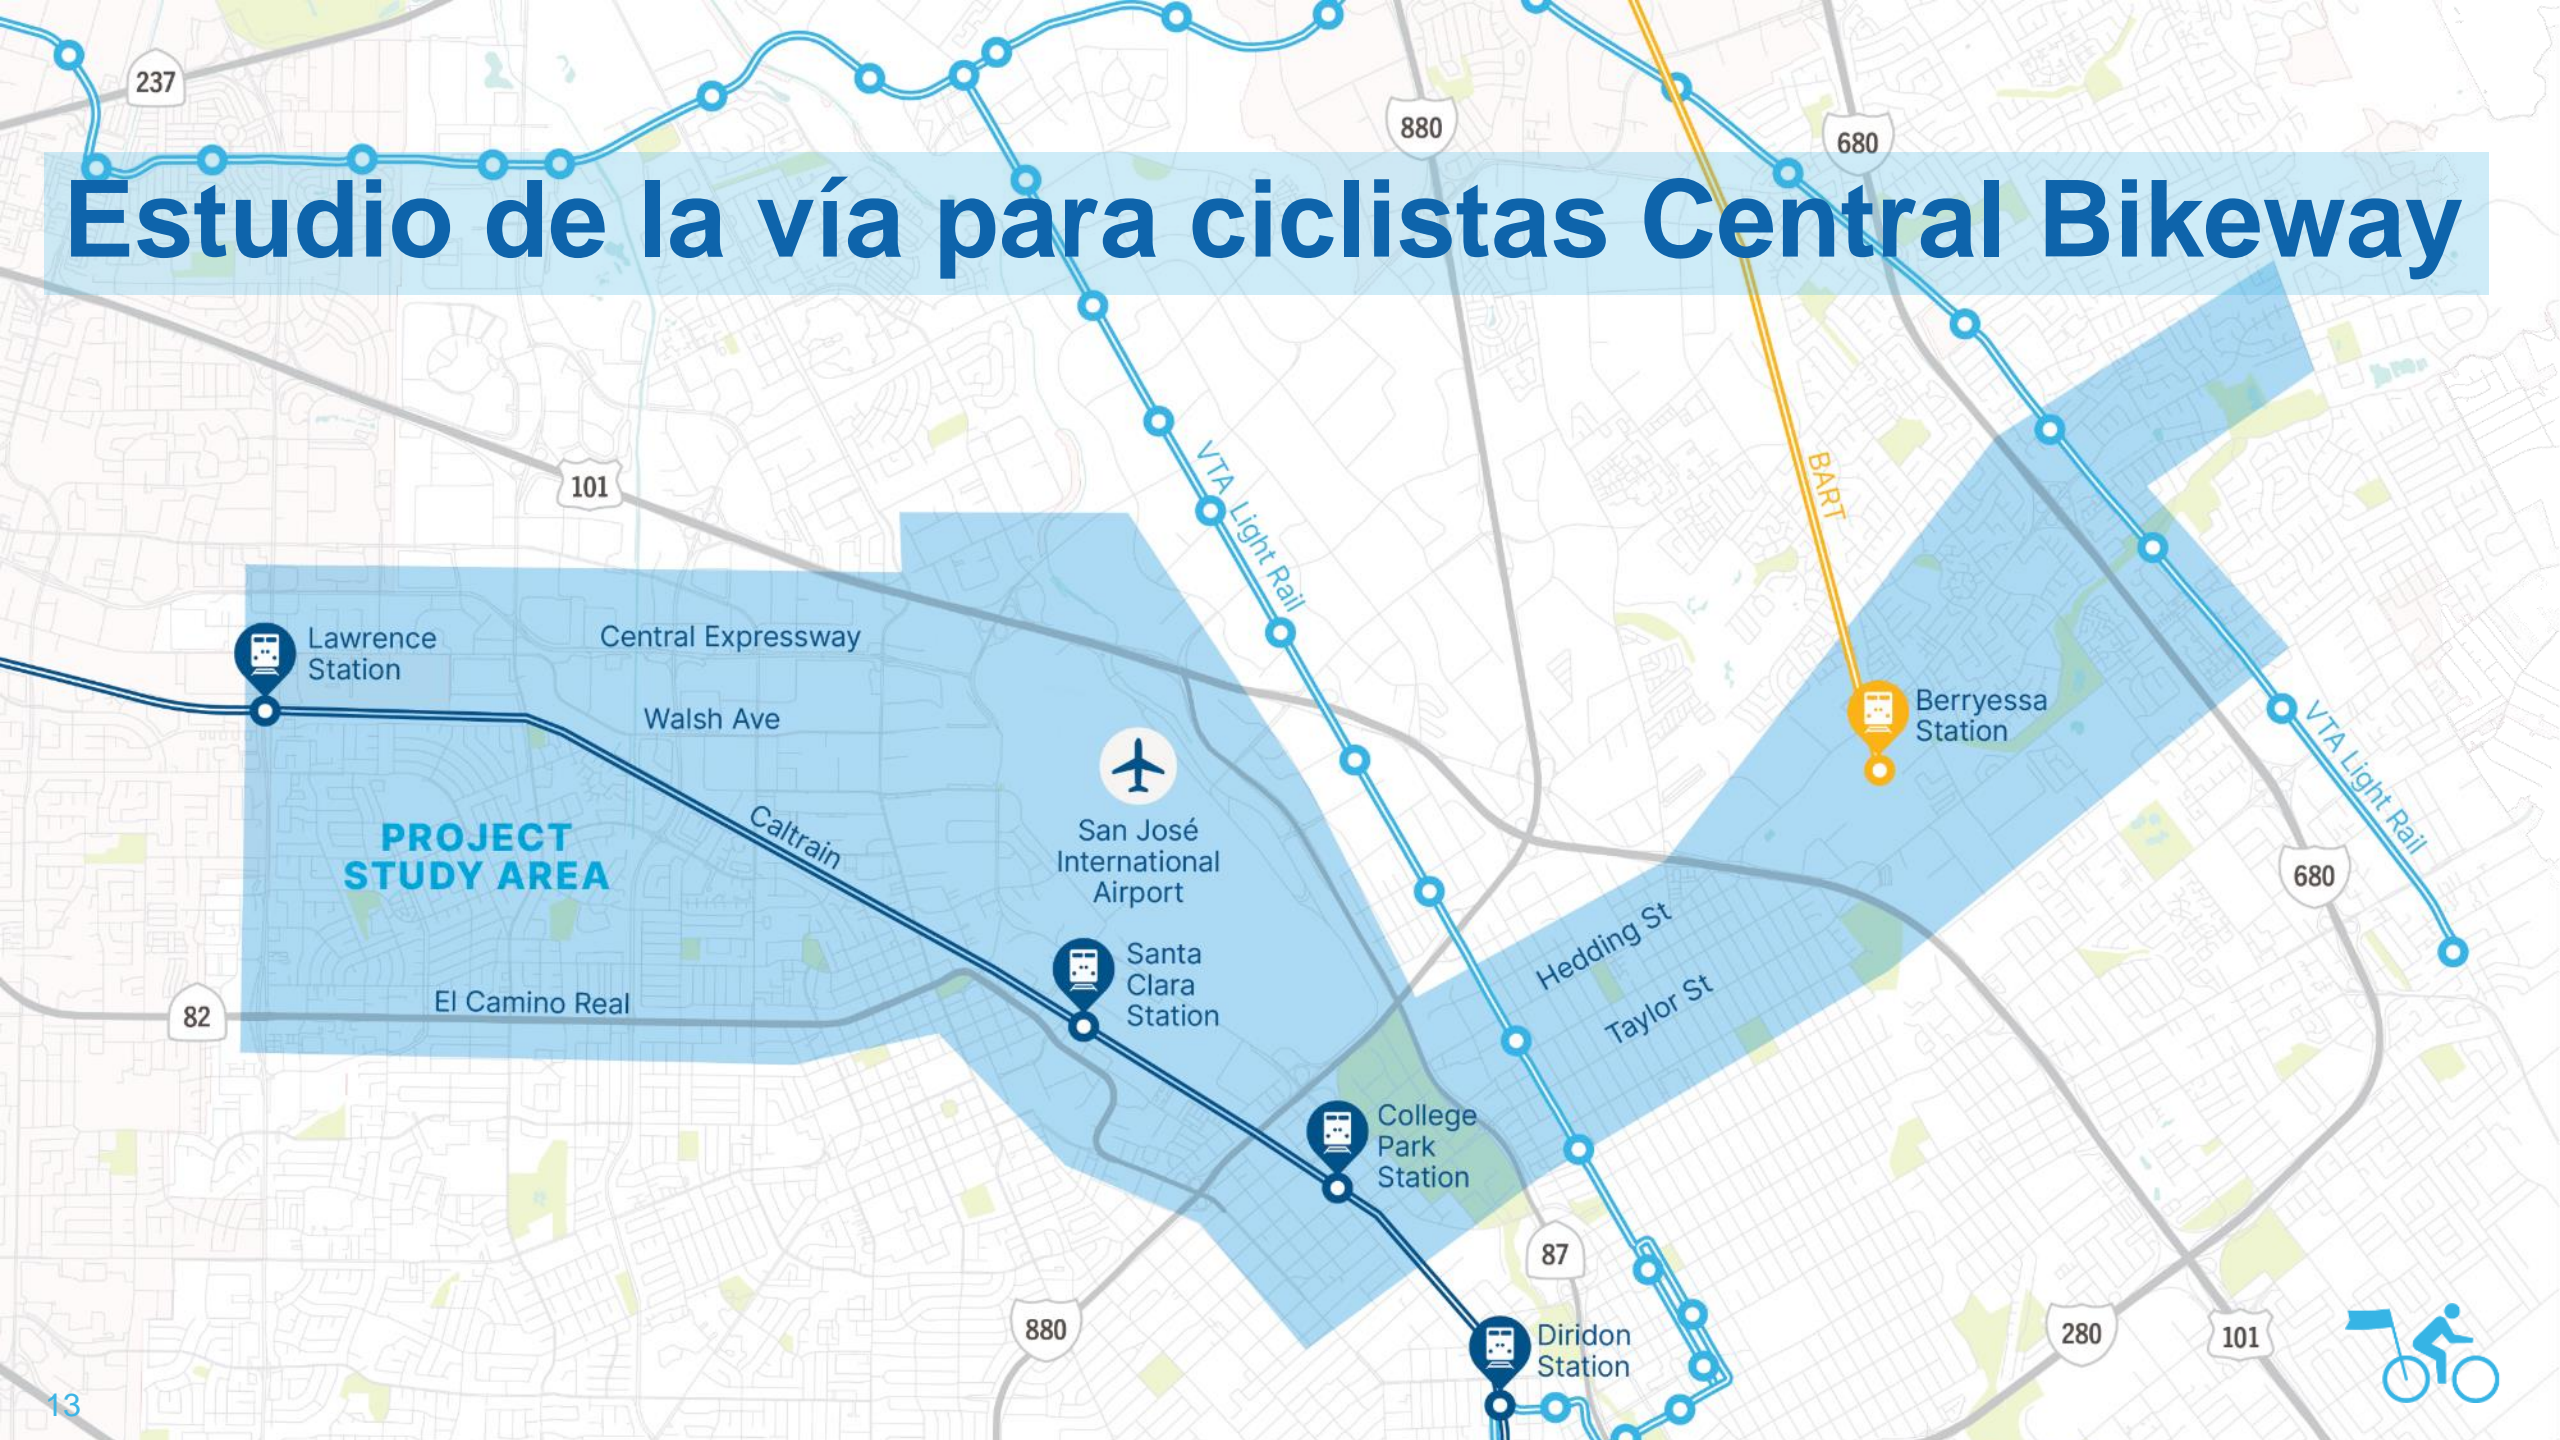 237
880
680
Estudio de la vía para ciclistas Central Bikeway
101
VTA Light Rail
BART
Lawrence
Station
Central Expressway
Walsh Ave
Berryessa
Station
VTA Light Rail
Caltrain
San José
International
Airport
PROJECT
STUDY AREA
680
Hedding St
Taylor St
Santa
Clara
Station
82
El Camino Real
College
Park
Station
87
880
Diridon
Station
280
101
13